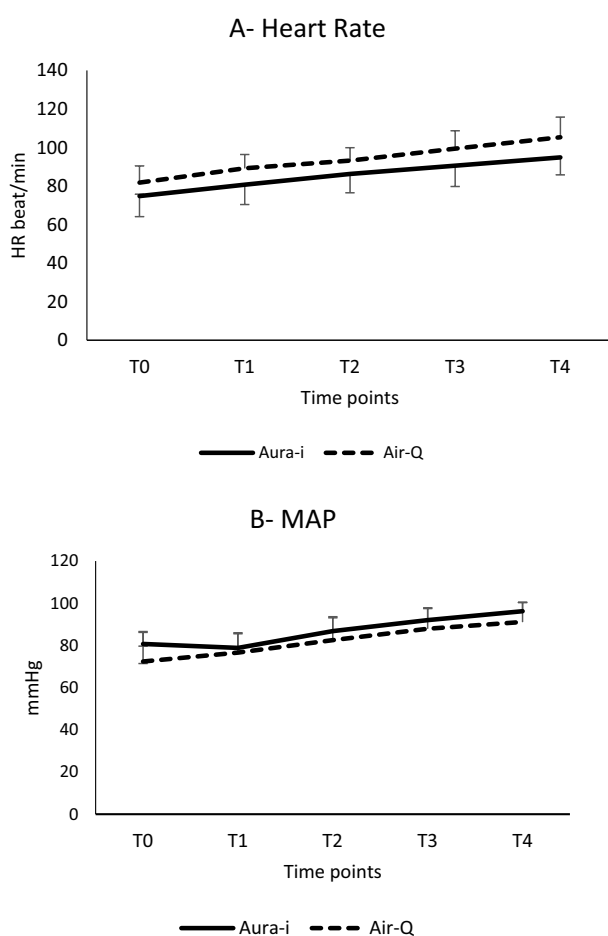 A- Heart Rate
140
120
100
80
60
40
20
0
HR beat/min
T0 T1 T2 T3 T4
Time points
Aura-i Air-Q
B- MAP
120
100
80
60
40
20
0
mmHg
T0 T1 T2 T3 T4
Time points
Aura-i Air-Q